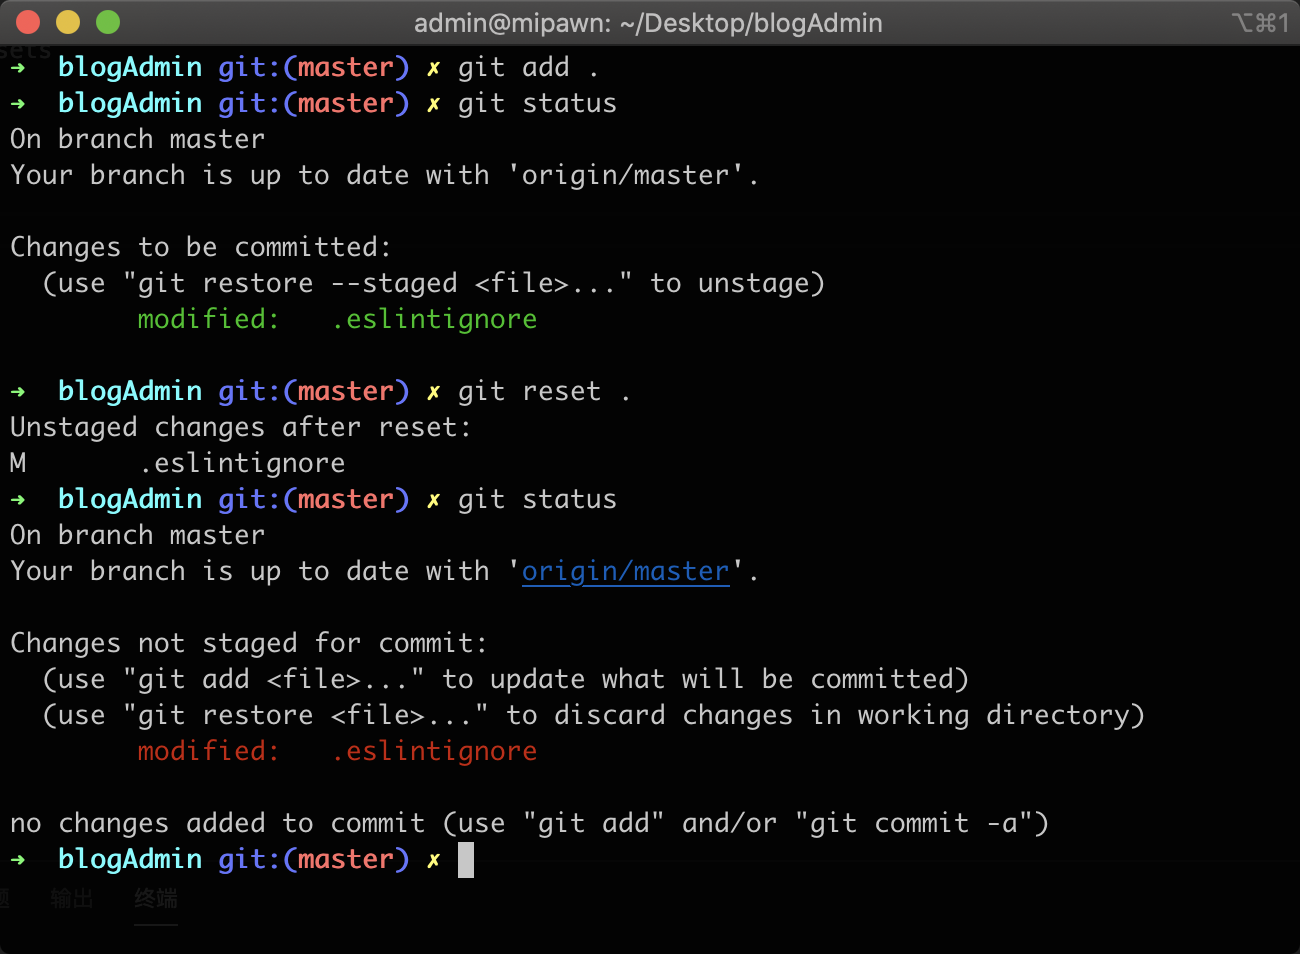 admin@mipawn: ~/Desktop/blogAdmin ⌥⌘1
sets
➜ blogAdmin git:(master) ✗ git add .
➜ blogAdmin git:(master) ✗ git status
On branch master
Your branch is up to date with 'origin/master'.
Changes to be committed:
(use "git restore --staged <file>..." to unstage)
modified: .eslintignore
➜ blogAdmin git:(master) ✗ git reset .
Unstaged changes after reset:
M .eslintignore
➜ blogAdmin git:(master) ✗ git status
On branch master
Your branch is up to date with 'origin/master'.
Changes not staged for commit:
(use "git add <file>..." to update what will be committed)
(use "git restore <file>..." to discard changes in working directory)
modified: .eslintignore
no changes added to commit (use "git add" and/or "git commit -a")
➜ blogAdmin git:(master) ✗
题 输出 终端